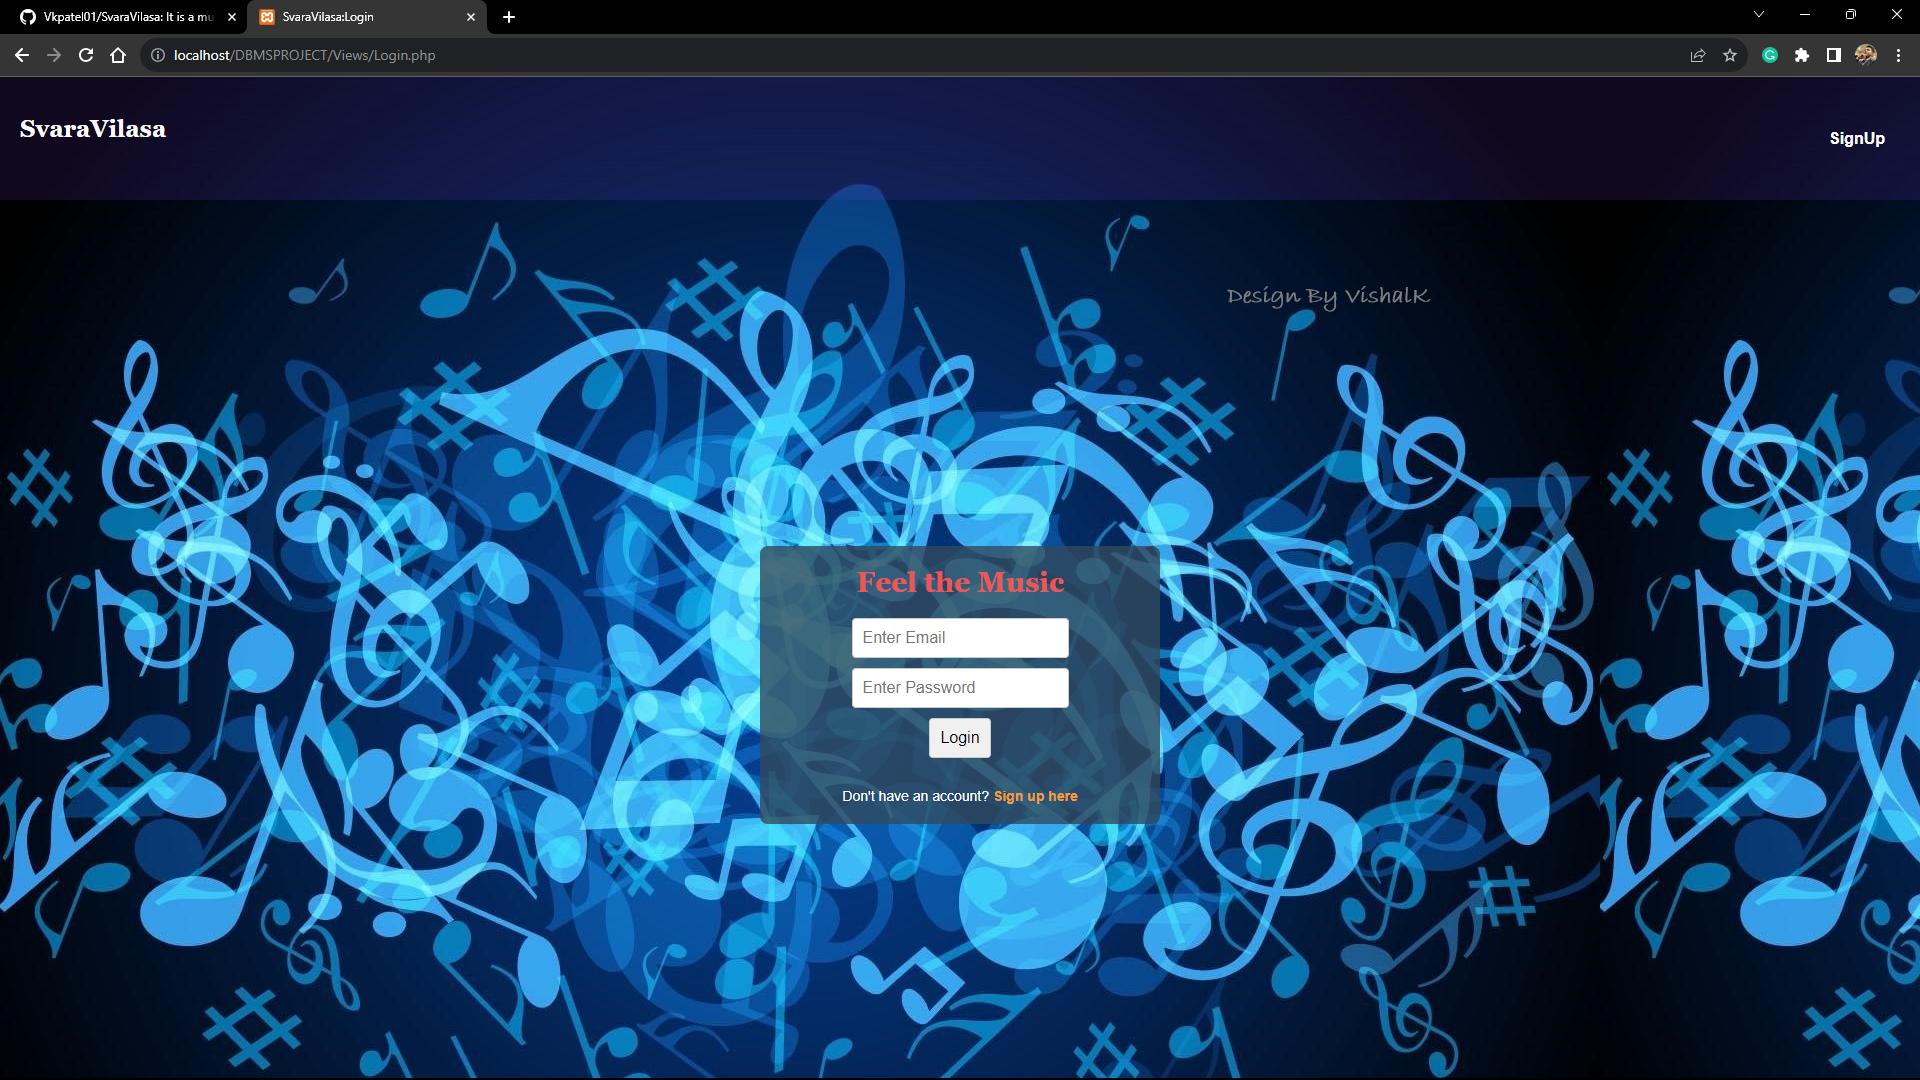 Vkpatel01/SvaraVilasa: It is a mu
SvaraVilasa:Login
localhost/DBMSPROJECT/Views/Login.php
SvaraVilasa
SignUp
Design By VishalK
Feel the Music
Enter Email
Enter Password
Login
Don't have an account? Sign up here